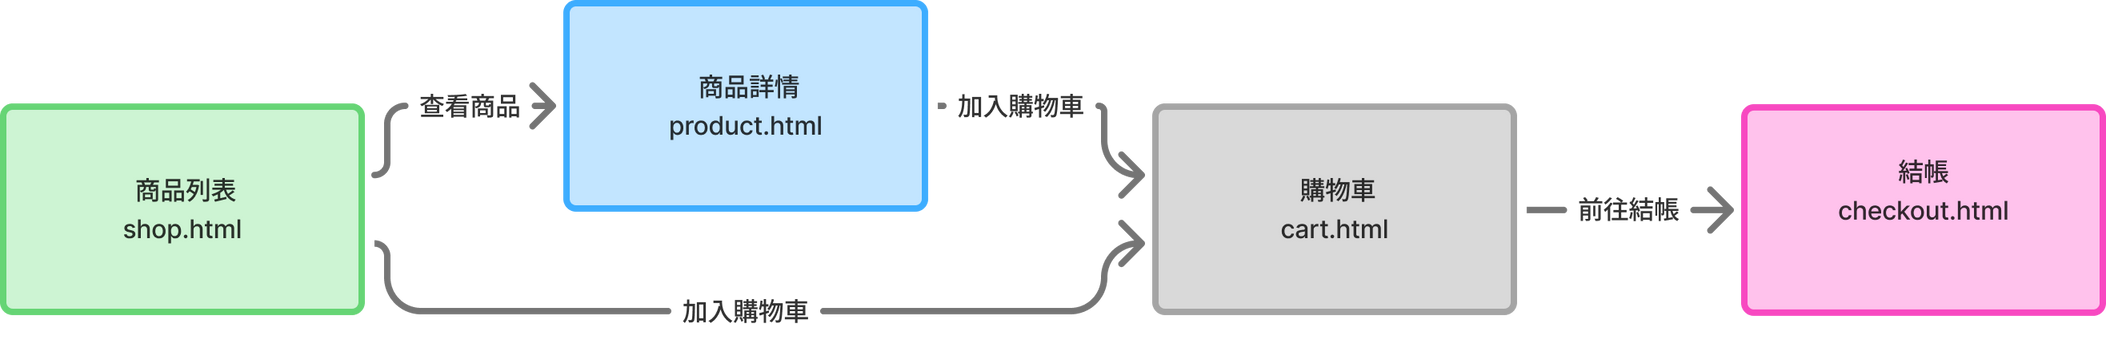 商品列表
shop.html
查看商品
商品詳情
product.html
加入購物車
加入購物車
購物車
cart.html
前往結帳
結帳
checkout.html